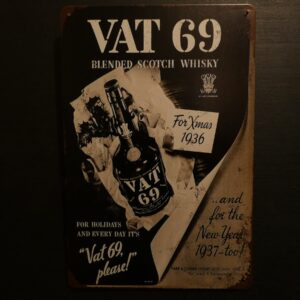 VAT 69
BLENDED SCOTCH WHISKY
For Xmas
1936
VAT
69
FOR HOLIDAYS
AND EVERY DAY IT'S
"Vat 69,
please!"
...and
for the
New Year
1937-too!